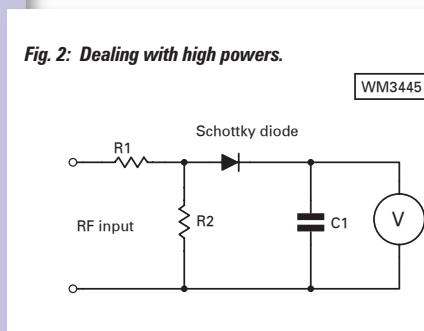 Fig. 2: Dealing with high powers.
WM3445
Schottky diode
R1
RF input
R2
C1
V